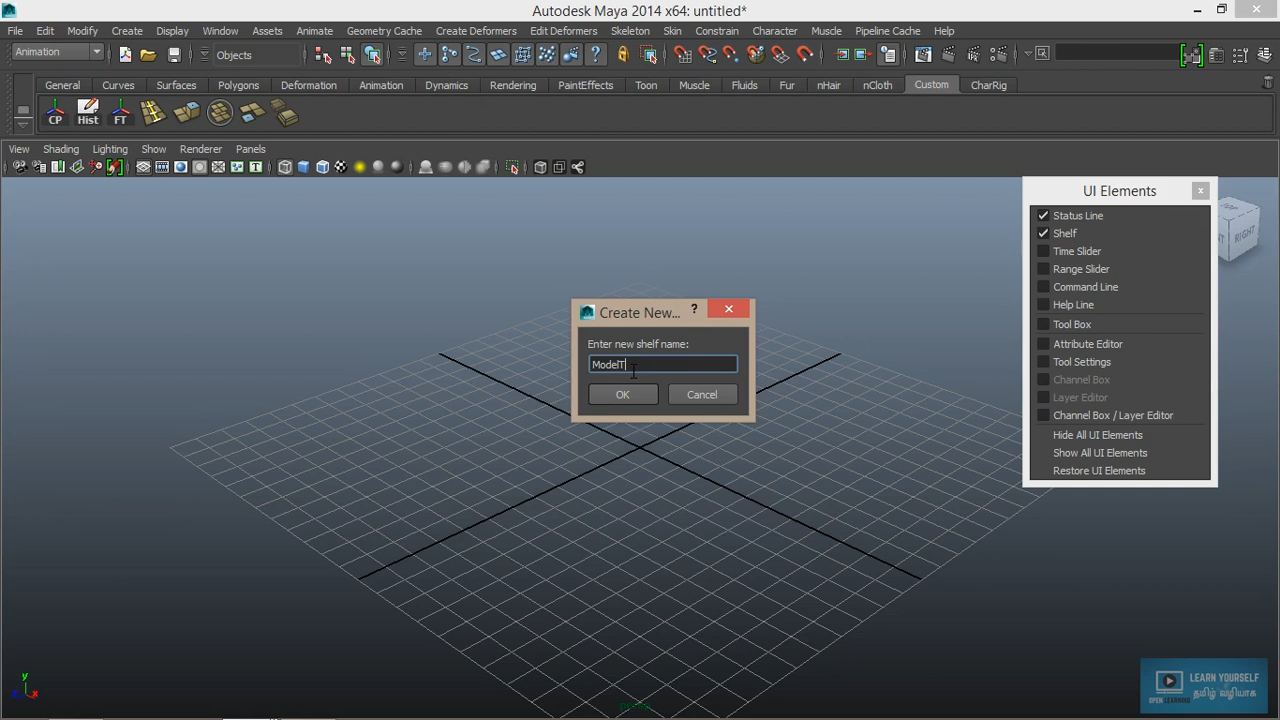 Autodesk Maya 2014 x64: untitled*
File Edit Modify Create Display Window Assets Animate Geometry Cache Create Deformers Edit Deformers Skeleton Skin Constrain Character Muscle Pipeline Cache Help
Animation Objects
General Curves Surfaces Polygons Deformation Animation Dynamics Rendering PaintEffects Toon Muscle Fluids Fur nHair nCloth Custom CharRig
CP Hist FT
View Shading Lighting Show Renderer Panels
UI Elements
Status Line
Shelf
Time Slider
Range Slider
Command Line
Help Line
Tool Box
Attribute Editor
Tool Settings
Channel Box
Layer Editor
Channel Box / Layer Editor
Hide All UI Elements
Show All UI Elements
Restore UI Elements
TOP
RIGHT
Create New...
Enter new shelf name:
ModelT
OK Cancel
y
x
persp
LEARN YOURSELF
தமிழ் வழியாக
OPEN LEARNING